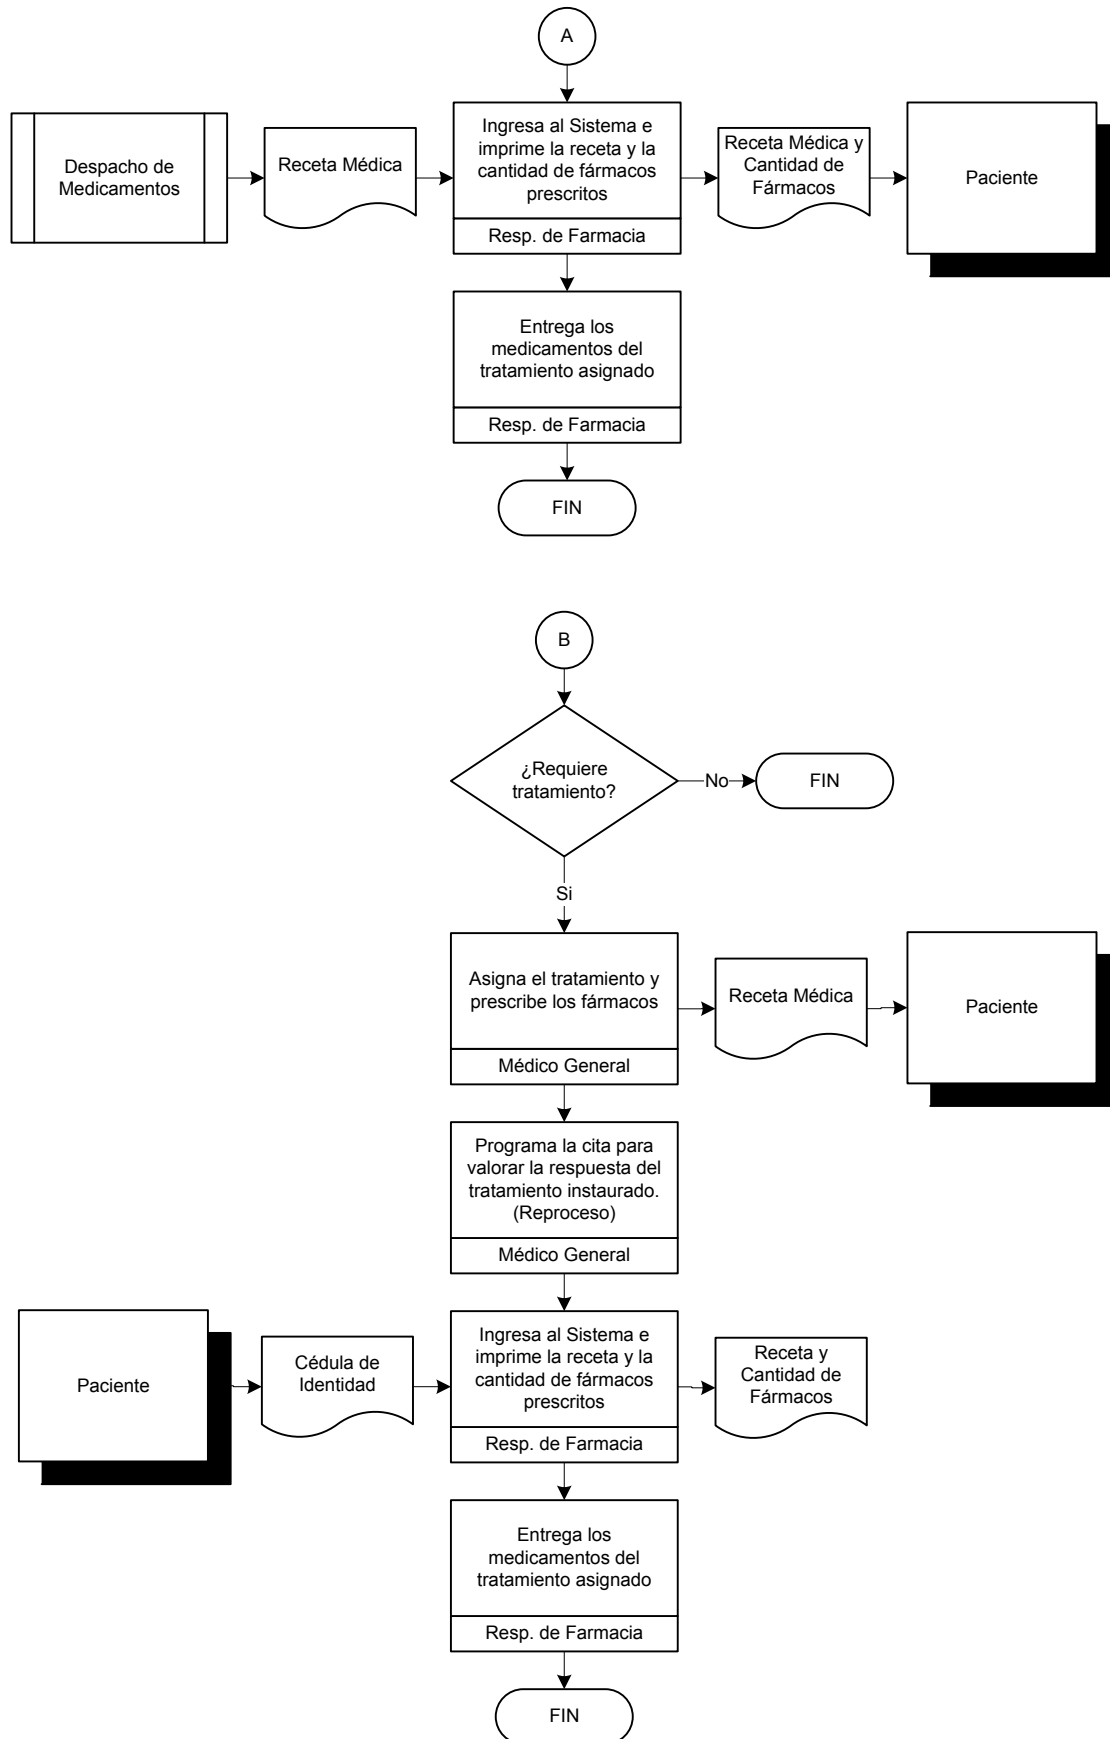 A
Despacho de
Medicamentos
Receta Médica
Ingresa al Sistema e
imprime la receta y la
cantidad de fármacos
prescritos
Resp. de Farmacia
Receta Médica y
Cantidad de
Fármacos
Paciente
Entrega los
medicamentos del
tratamiento asignado
Resp. de Farmacia
FIN
B
¿Requiere
tratamiento?
No
FIN
Si
Asigna el tratamiento y
prescribe los fármacos
Médico General
Receta Médica
Paciente
Programa la cita para
valorar la respuesta del
tratamiento instaurado.
(Reproceso)
Médico General
Paciente
Cédula de
Identidad
Ingresa al Sistema e
imprime la receta y la
cantidad de fármacos
prescritos
Resp. de Farmacia
Receta y
Cantidad de
Fármacos
Entrega los
medicamentos del
tratamiento asignado
Resp. de Farmacia
FIN